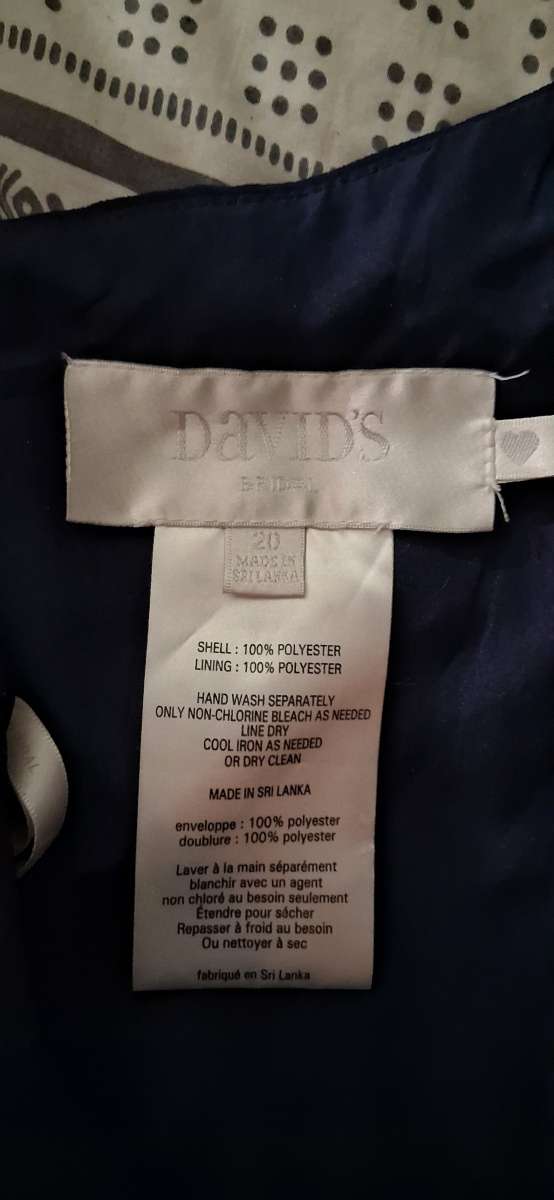 DaVID'S
BRIDAL
20
MADE IN
SRI LANKA
SHELL : 100% POLYESTER
LINING : 100% POLYESTER
HAND WASH SEPARATELY
ONLY NON-CHLORINE BLEACH AS NEEDED
LINE DRY
COOL IRON AS NEEDED
OR DRY CLEAN
MADE IN SRI LANKA
enveloppe : 100% polyester
doublure : 100% polyester
Laver à la main séparément
blanchir avec un agent
non chloré au besoin seulement
Étendre pour sácher
Repasser à froid au besoin
Ou nettoyer à sec
fabriqué en Sri Lanka